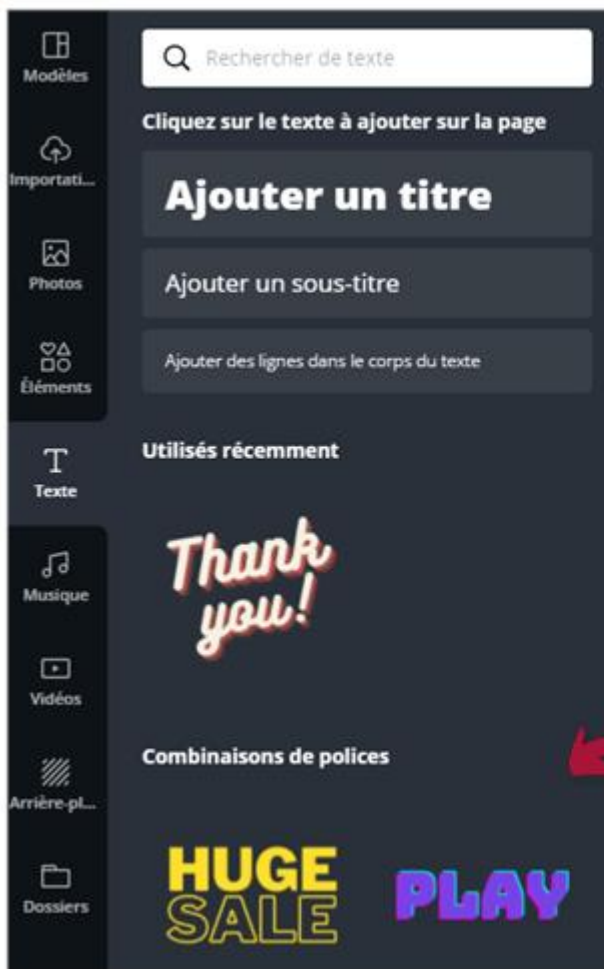 Modèles
Importati...
Photos
Éléments
Texte
Musique
Vidéos
Arrière-pl...
Dossiers
Rechercher de texte
Cliquez sur le texte à ajouter sur la page
Ajouter un titre
Ajouter un sous-titre
Ajouter des lignes dans le corps du texte
Utilisés récemment
Thank
you!
Combinaisons de polices
HUGE
SALE
PLAY